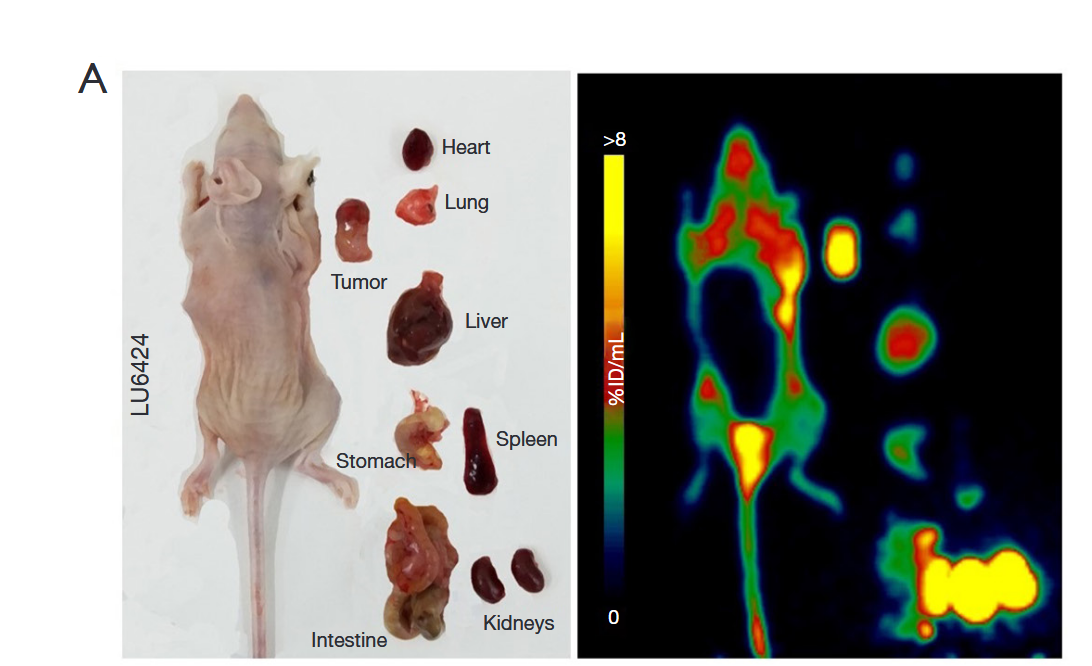 A
LU6424
Heart
Lung
Tumor
Liver
Spleen
Stomach
Kidneys
Intestine
>8
%ID/mL
0